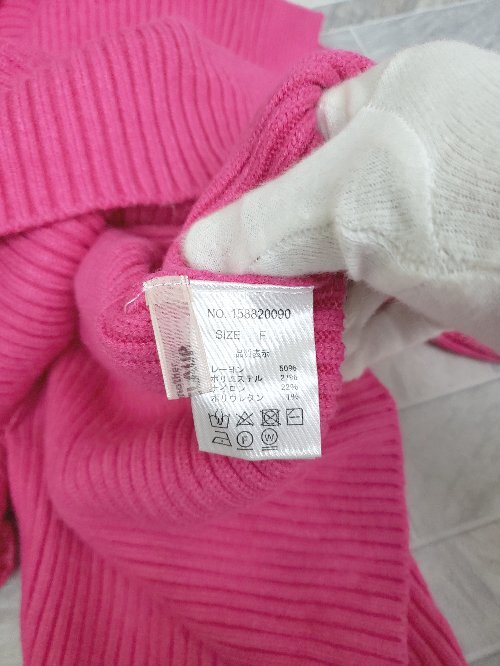 NO. 158820090
SIZE F
品質表示
レーヨン 50%
ポリエステル 27%
ナイロン 22%
ポリウレタン 1%